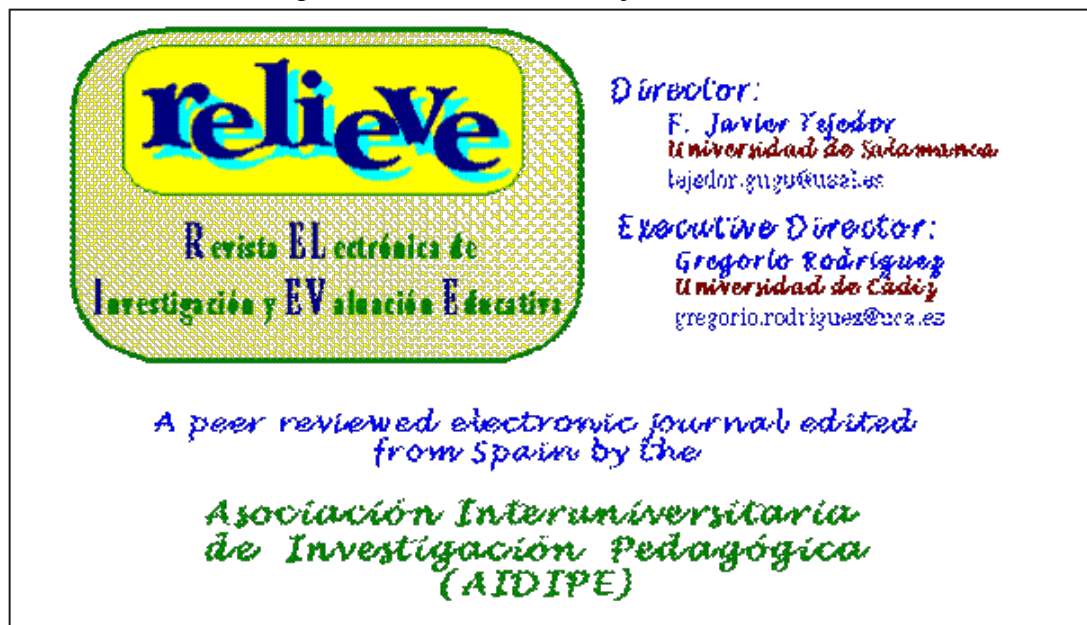 relieve
Revista ELectrónica de
Investigación y EValuación Educativa
Director:
F. Javier Tejedor
Universidad de Salamanca
tejedor.gugu@usal.es
Executive Director:
Gregorio Rodríguez
Universidad de Cádiz
gregorio.rodriguez@uca.es
A peer reviewed electronic journal edited
from Spain by the
Asociación Interuniversitaria
de Investigación Pedagógica
(AIDIPE)